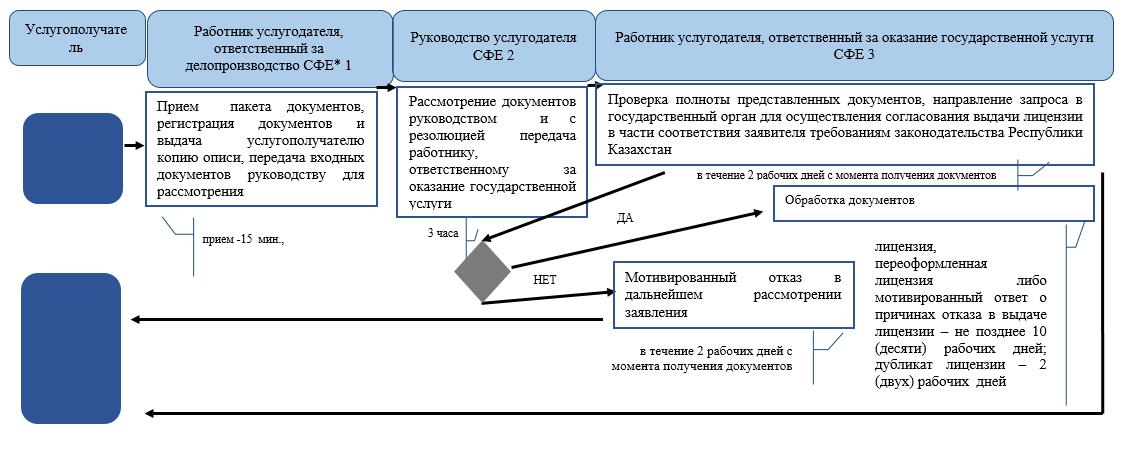 Услугополучате
ль
Работник услугодателя,
ответственный за
делопроизводство СФЕ* 1
Руководство услугодателя
СФЕ 2
Работник услугодателя, ответственный за оказание государственной услуги
СФЕ 3
Прием пакета документов,
регистрация документов и
выдача услугополучателю
копию описи, передача входных
документов руководству для
рассмотрения
Рассмотрение документов
руководством и с
резолюцией передача
работнику,
ответственному за
оказание государственной
услуги
Проверка полноты представленных документов, направление запроса в
государственный орган для осуществления согласования выдачи лицензии
в части соответствия заявителя требованиям законодательства Республики
Казахстан
в течение 2 рабочих дней с момента получения документов
Обработка документов
ДА
прием -15 мин.,
3 часа
НЕТ
Мотивированный отказ в
дальнейшем рассмотрении
заявления
в течение 2 рабочих дней с
момента получения документов
лицензия,
переоформленная
лицензия либо
мотивированный ответ о
причинах отказа в выдаче
лицензии – не позднее 10
(десяти) рабочих дней;
дубликат лицензии – 2
(двух) рабочих дней